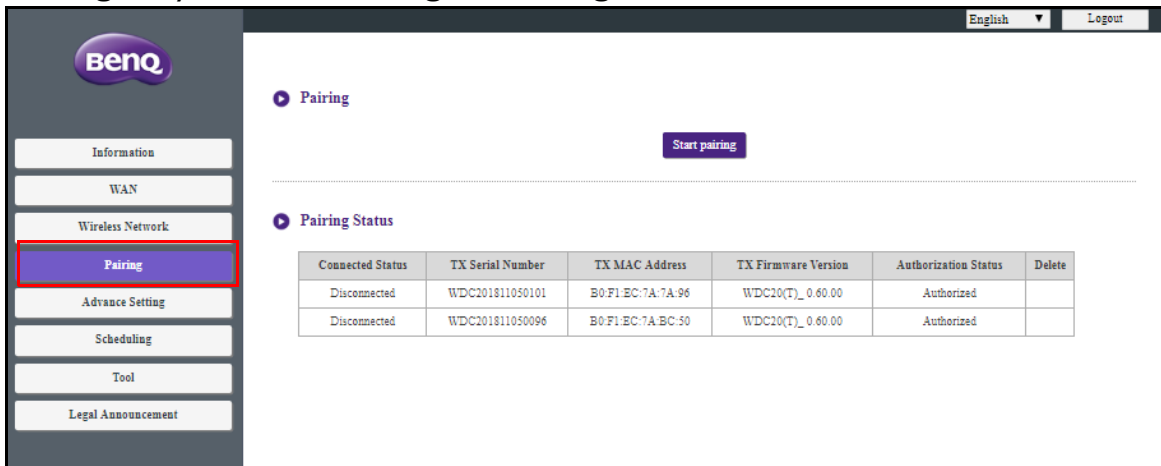 English ▼ Logout
BenQ
Pairing
Start pairing
Information
WAN
Wireless Network
Pairing
Advance Setting
Scheduling
Tool
Legal Announcement
Pairing Status
Connected Status TX Serial Number TX MAC Address TX Firmware Version Authorization Status Delete
Disconnected WDC201811050101 B0:F1:EC:7A:7A:96 WDC20(T)_ 0.60.00 Authorized
Disconnected WDC201811050096 B0:F1:EC:7A:BC:50 WDC20(T)_ 0.60.00 Authorized